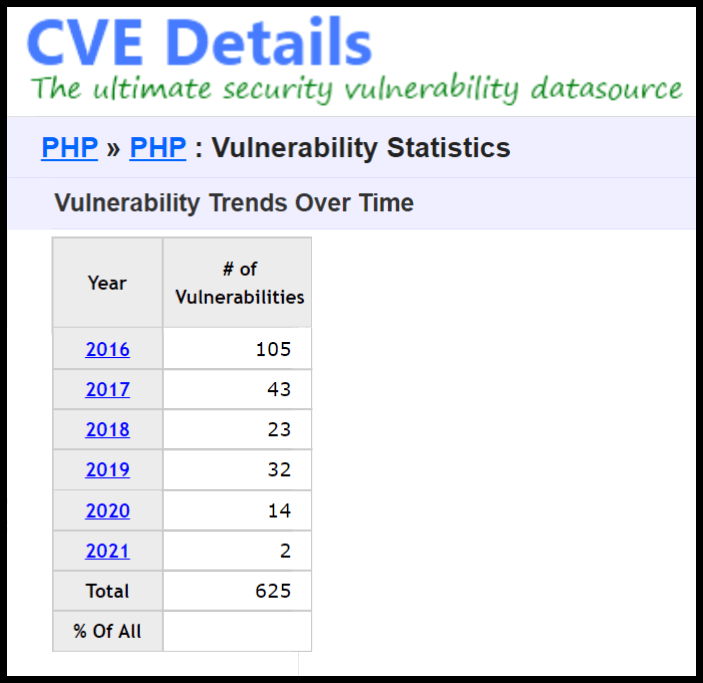 CVE Details
The ultimate security vulnerability datasource
PHP » PHP : Vulnerability Statistics
Vulnerability Trends Over Time
Year # of Vulnerabilities
2016 105
2017 43
2018 23
2019 32
2020 14
2021 2
Total 625
% Of All